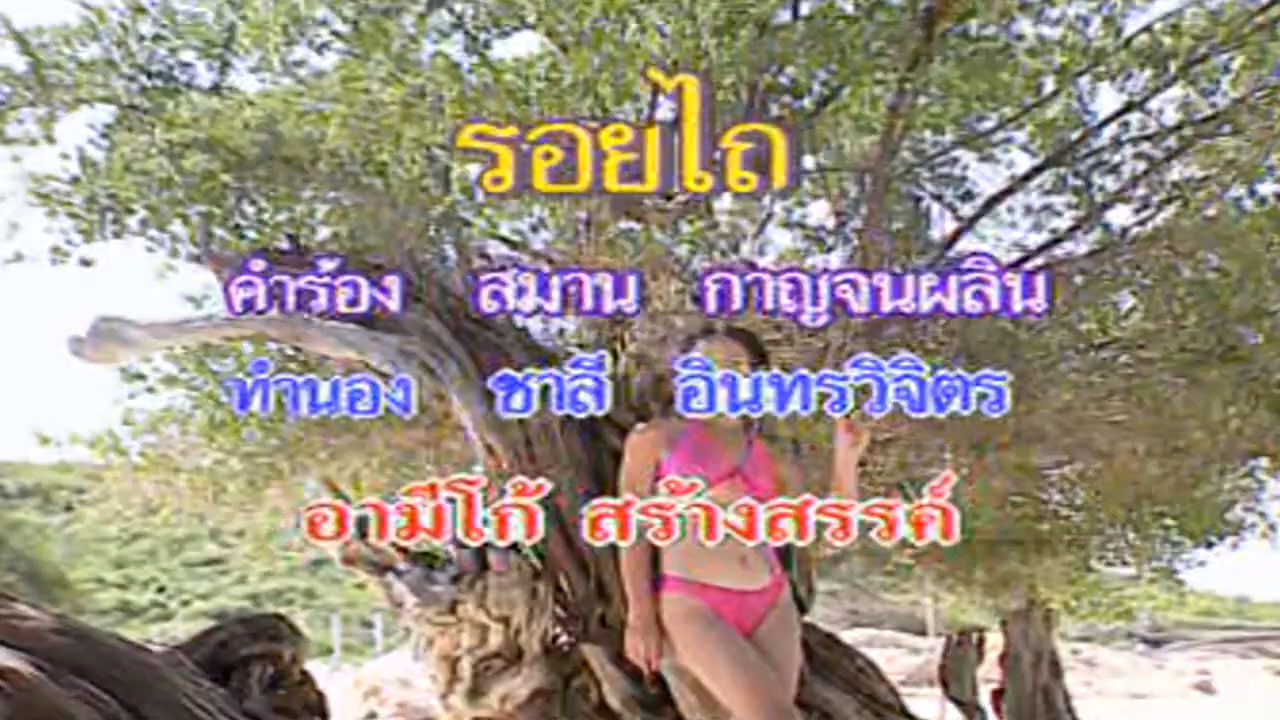 รอยไถ
คำร้อง สมาน กาญจนผลิน
ทำนอง ชาลี อินทรวิจิตร
อามีโก้ สร้างสรรค์